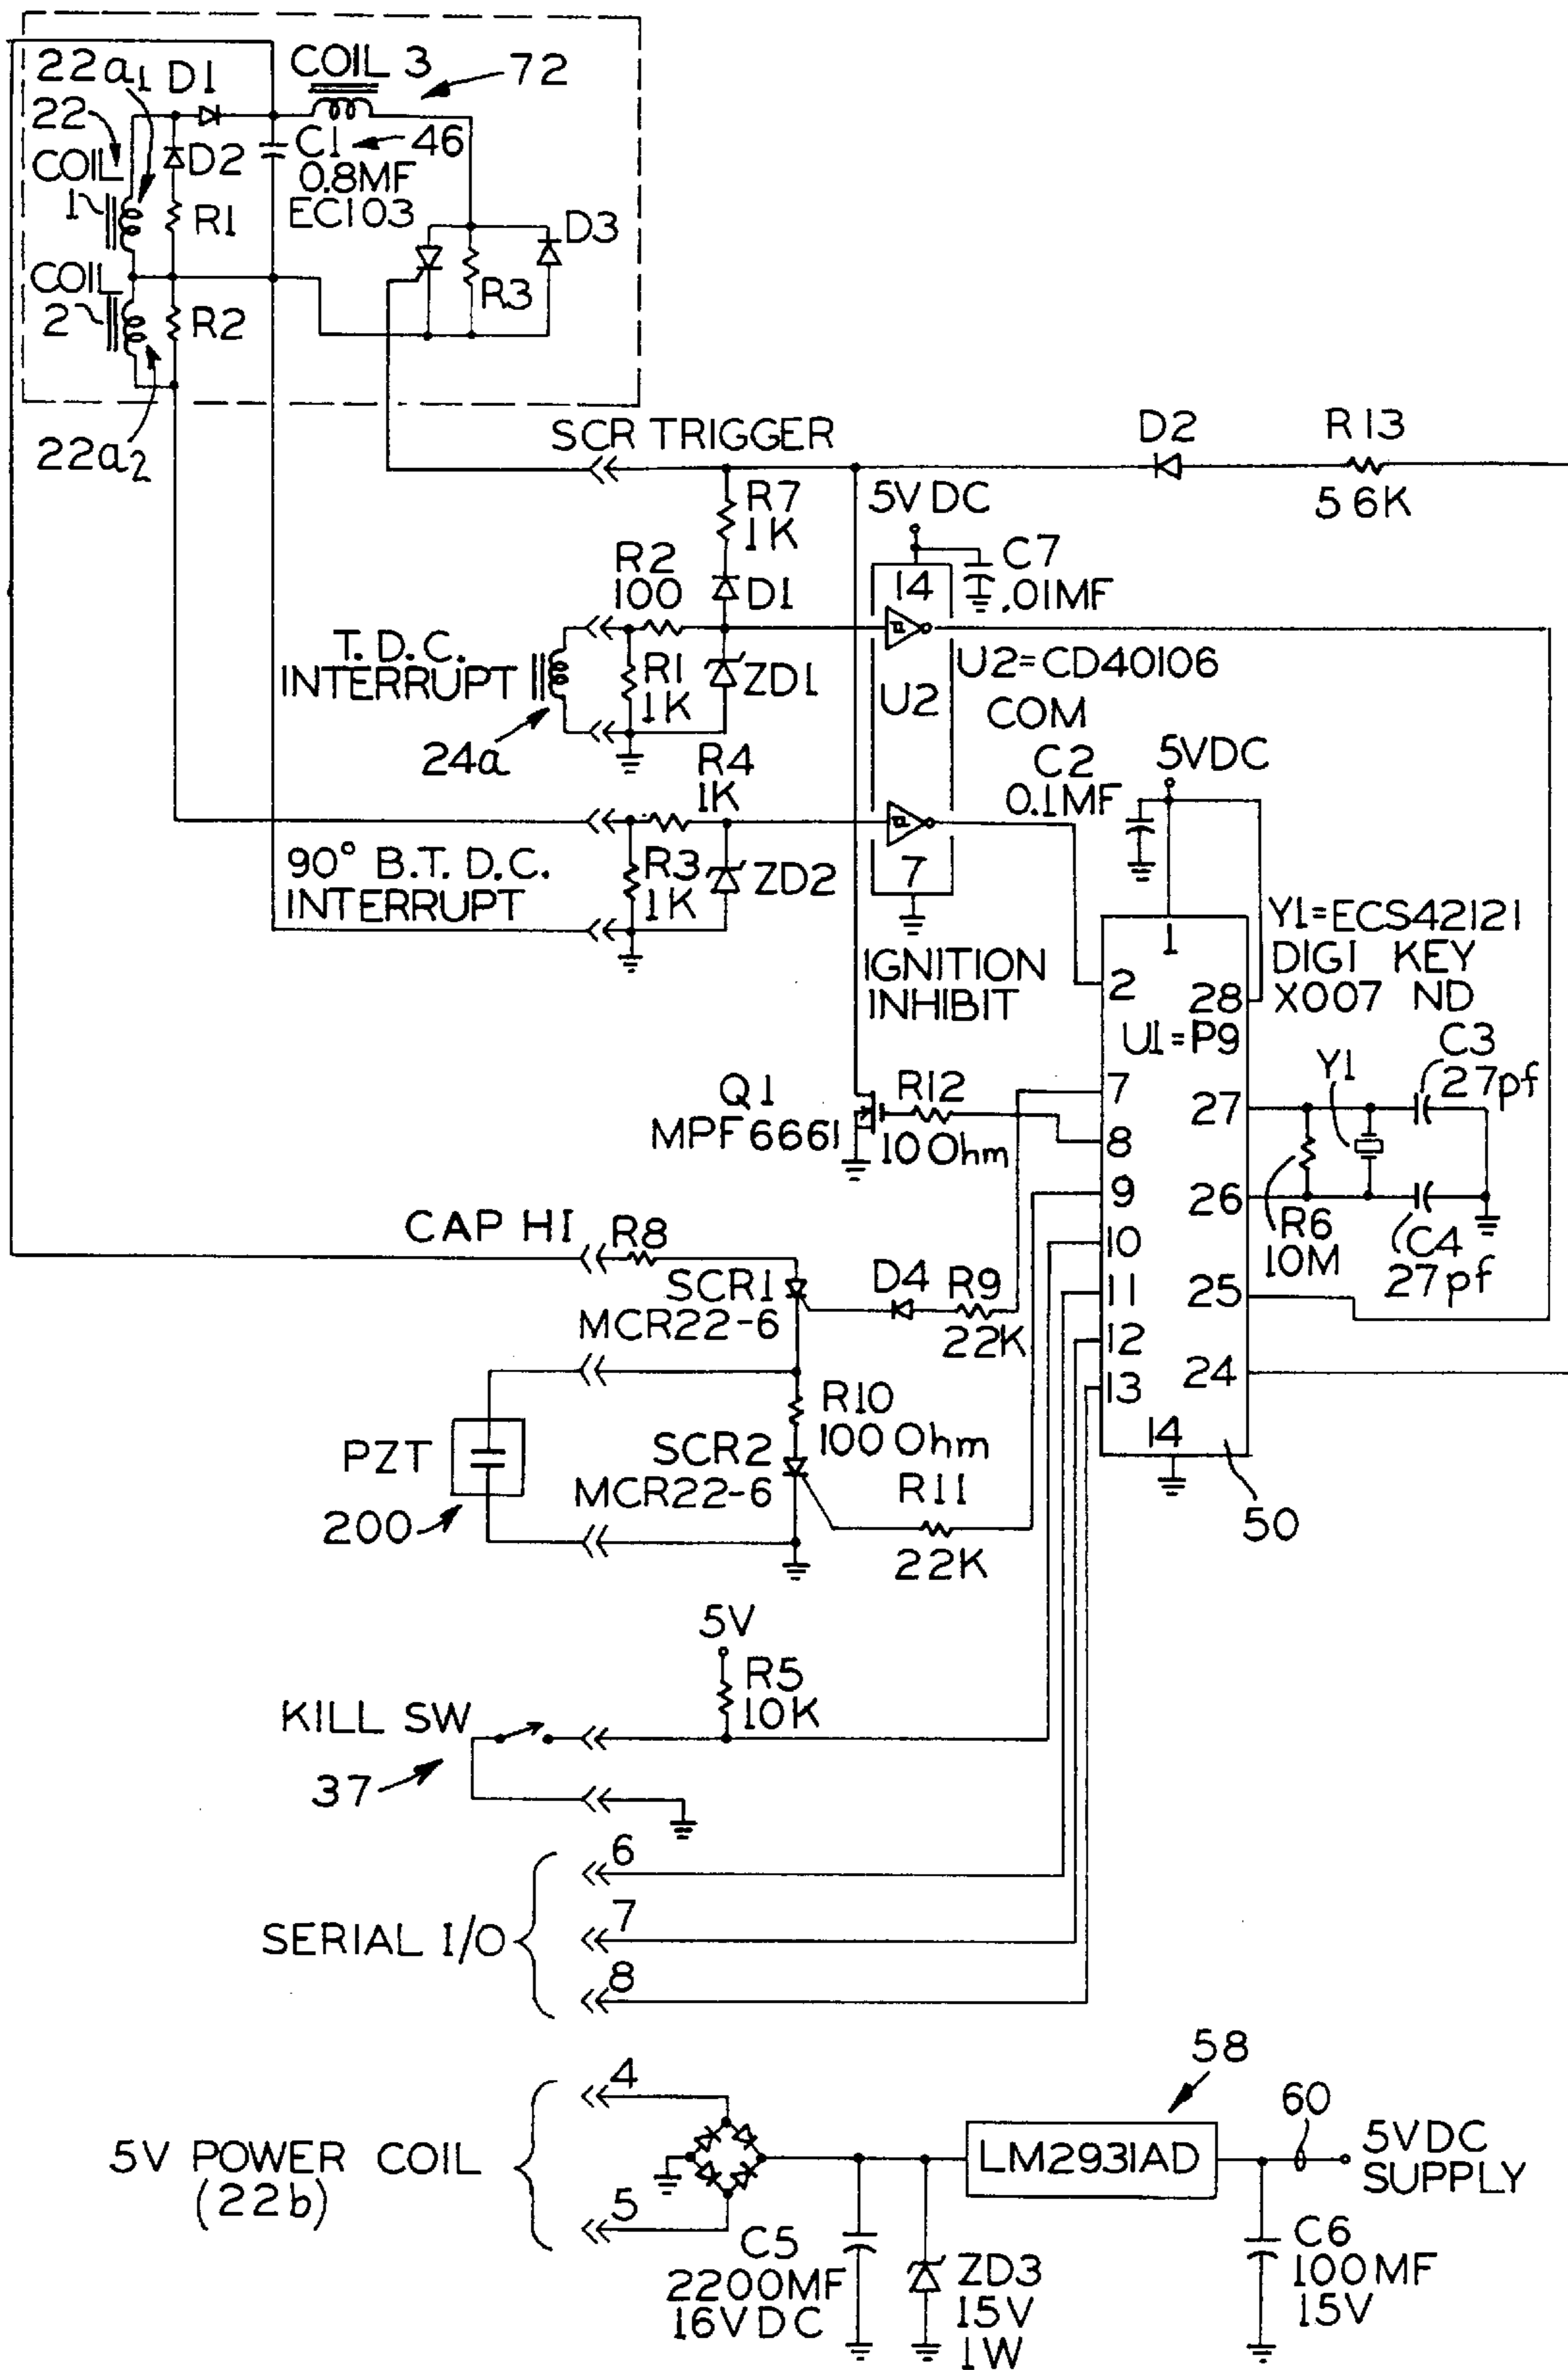 COIL 3
72
22a1 D1
22
COIL
1
D2
R1
C1
46
0.8MF
EC103
D3
R3
COIL
2
R2
22a2
SCR TRIGGER
D2
R13
56K
5VDC
R7
1K
C7
.01MF
14
R2
100
D1
T.D.C.
INTERRUPT
R1
1K
ZD1
U2
U2=CD40106
COM
24a
R4
1K
C2
0.1MF
5VDC
90° B.T.D.C.
INTERRUPT
R3
1K
ZD2
7
1
Y1=ECS42121
DIGI KEY
X007 ND
IGNITION
INHIBIT
2
28
U1=P9
C3
27pf
Y1
Q1
MPF6661
R12
10 Ohm
7
27
8
9
26
R6
10M
C4
27pf
CAP HI
R8
10
SCR1
MCR22-6
D4
R9
22K
11
25
12
13
24
R10
100 Ohm
14
PZT
SCR2
MCR22-6
R11
22K
200
50
5V
R5
10K
KILL SW
37
6
7
8
SERIAL I/O
58
4
60
5V POWER COIL
(22b)
5
LM2931AD
5VDC
SUPPLY
C5
2200MF
16VDC
ZD3
15V
1W
C6
100MF
15V